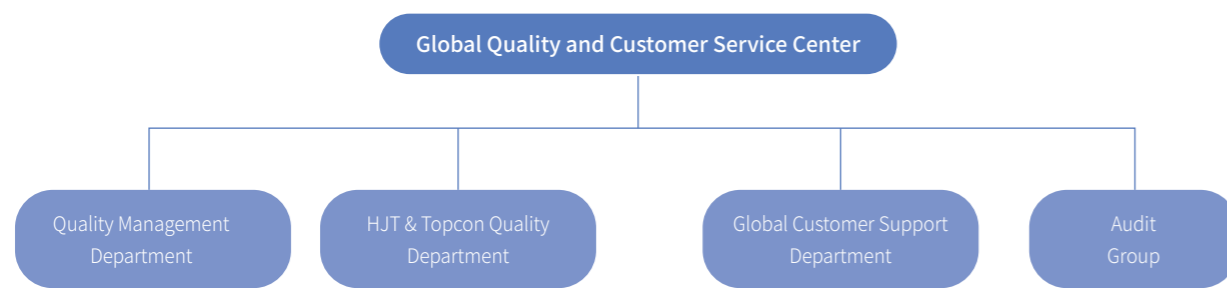 Global Quality and Customer Service Center
Quality Management
Department
HJT & Topcon Quality
Department
Global Customer Support
Department
Audit
Group